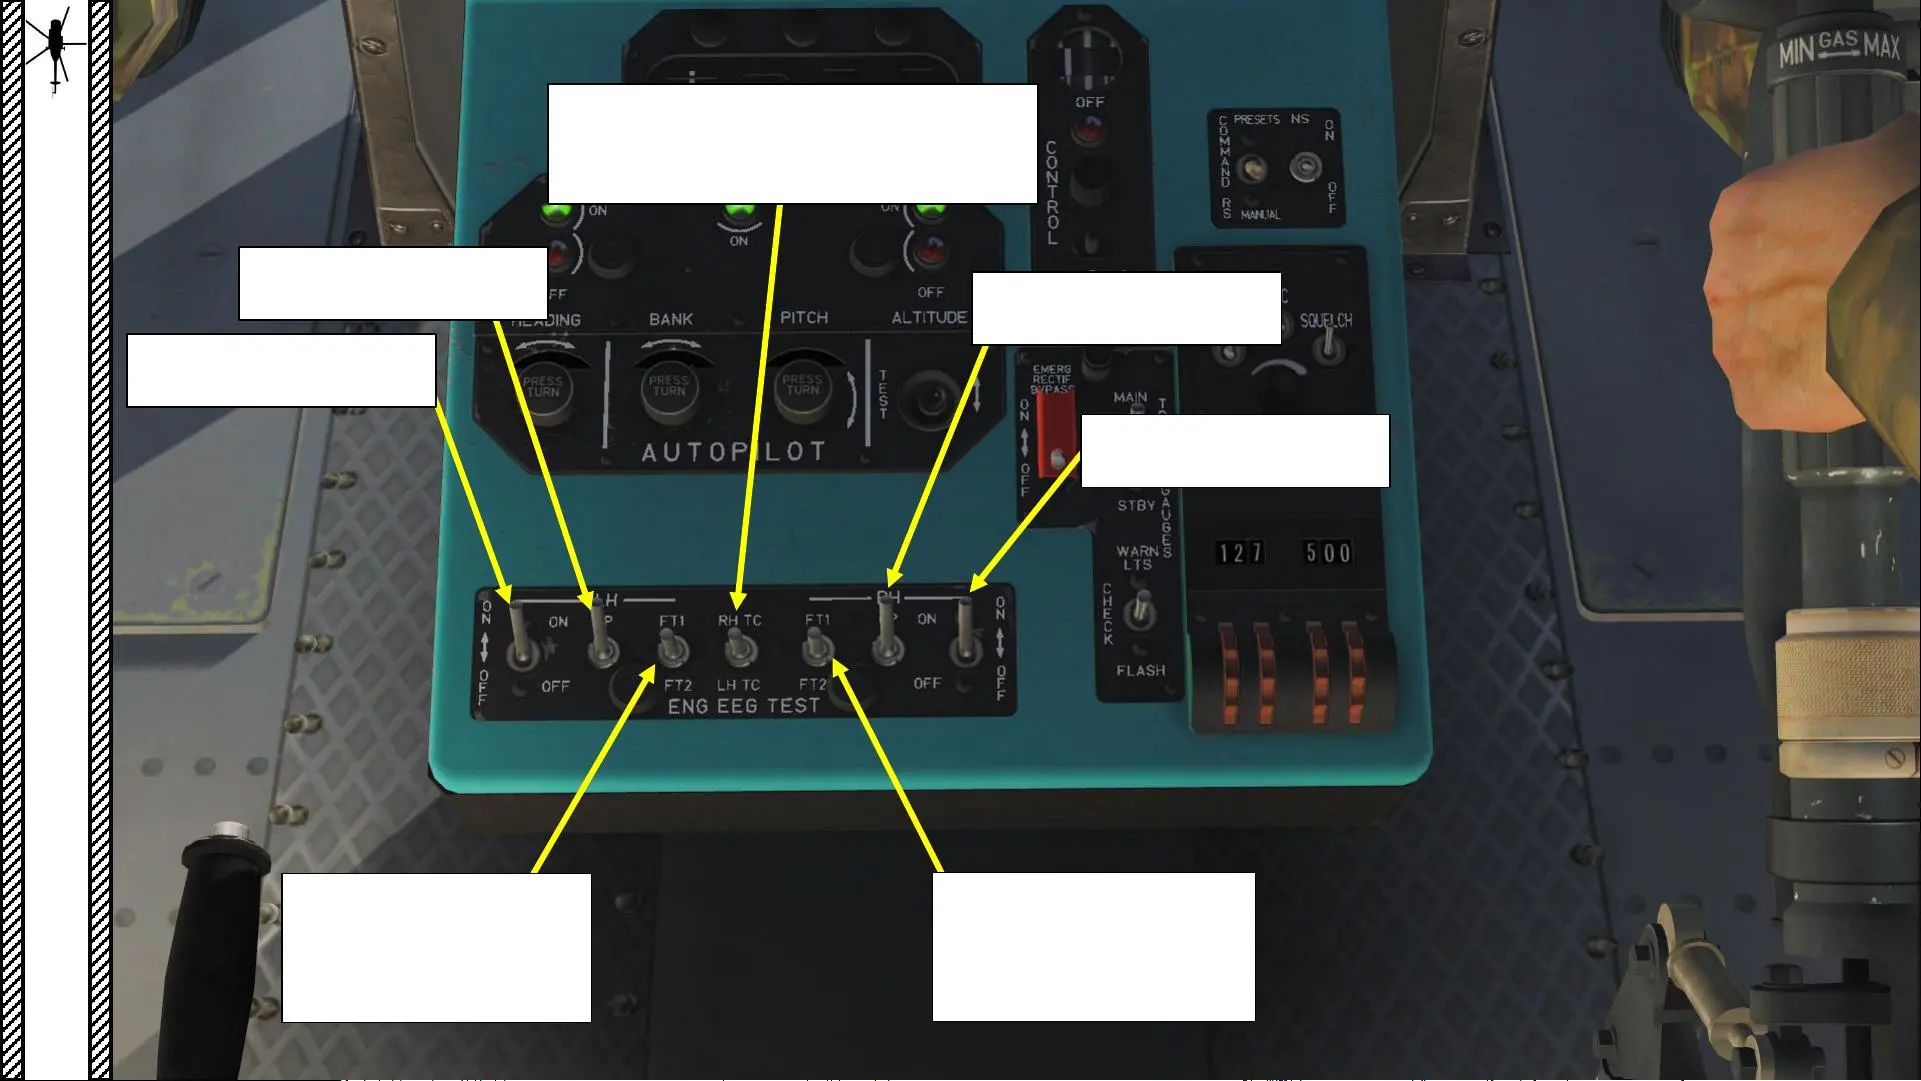 MIN GAS MAX
OFF
CONTROL
COMMAND RS
PRESETS NS
ON
OFF
MANUAL
ON
ON
ON
OFF
BANK
PITCH
ALTITUDE
SQUELCH
PRESS TURN
PRESS TURN
PRESS TURN
TEST
AUTOPILOT
EMERG
RECTIF
BYPASS
ON
OFF
MAIN
STBY
GAUGES
WARN
LTS
CHECK
FLASH
127 500
ON
OFF
LH
ON
OFF
FT1
FT2
RH TC
LH TC
FT1
FT2
RH
ON
OFF
ON
OFF
ENG EEG TEST